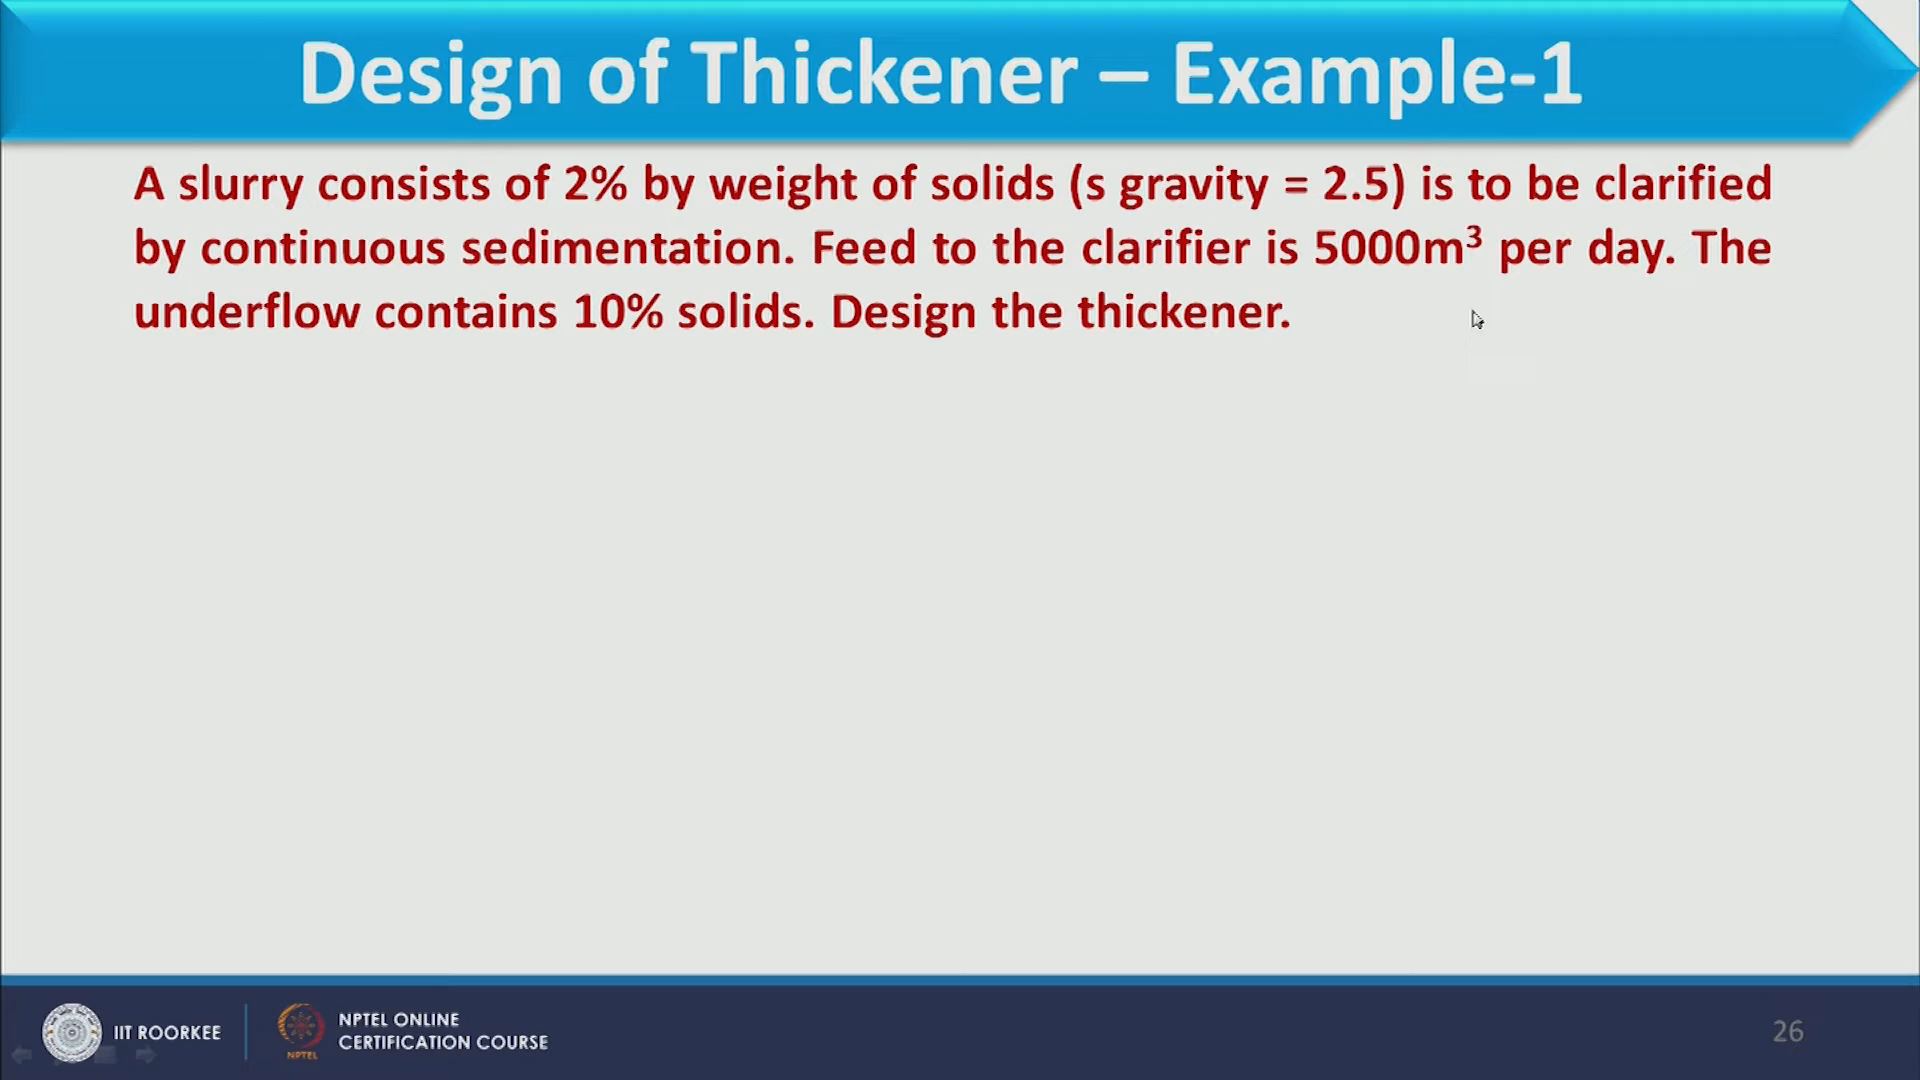 Design of Thickener – Example-1
A slurry consists of 2% by weight of solids (s gravity = 2.5) is to be clarified
by continuous sedimentation. Feed to the clarifier is 5000m³ per day. The
underflow contains 10% solids. Design the thickener.
IIT ROORKEE
NPTEL
NPTEL ONLINE
CERTIFICATION COURSE
26